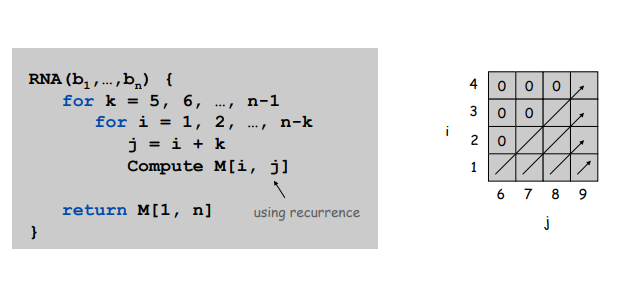 RNA(b1,…,bn) {
for k = 5, 6, …, n-1
for i = 1, 2, …, n-k
j = i + k
Compute M[i, j]
using recurrence
return M[1, n]
}
4 0 0 0
3 0 0
i
2 0
1
6 7 8 9
j